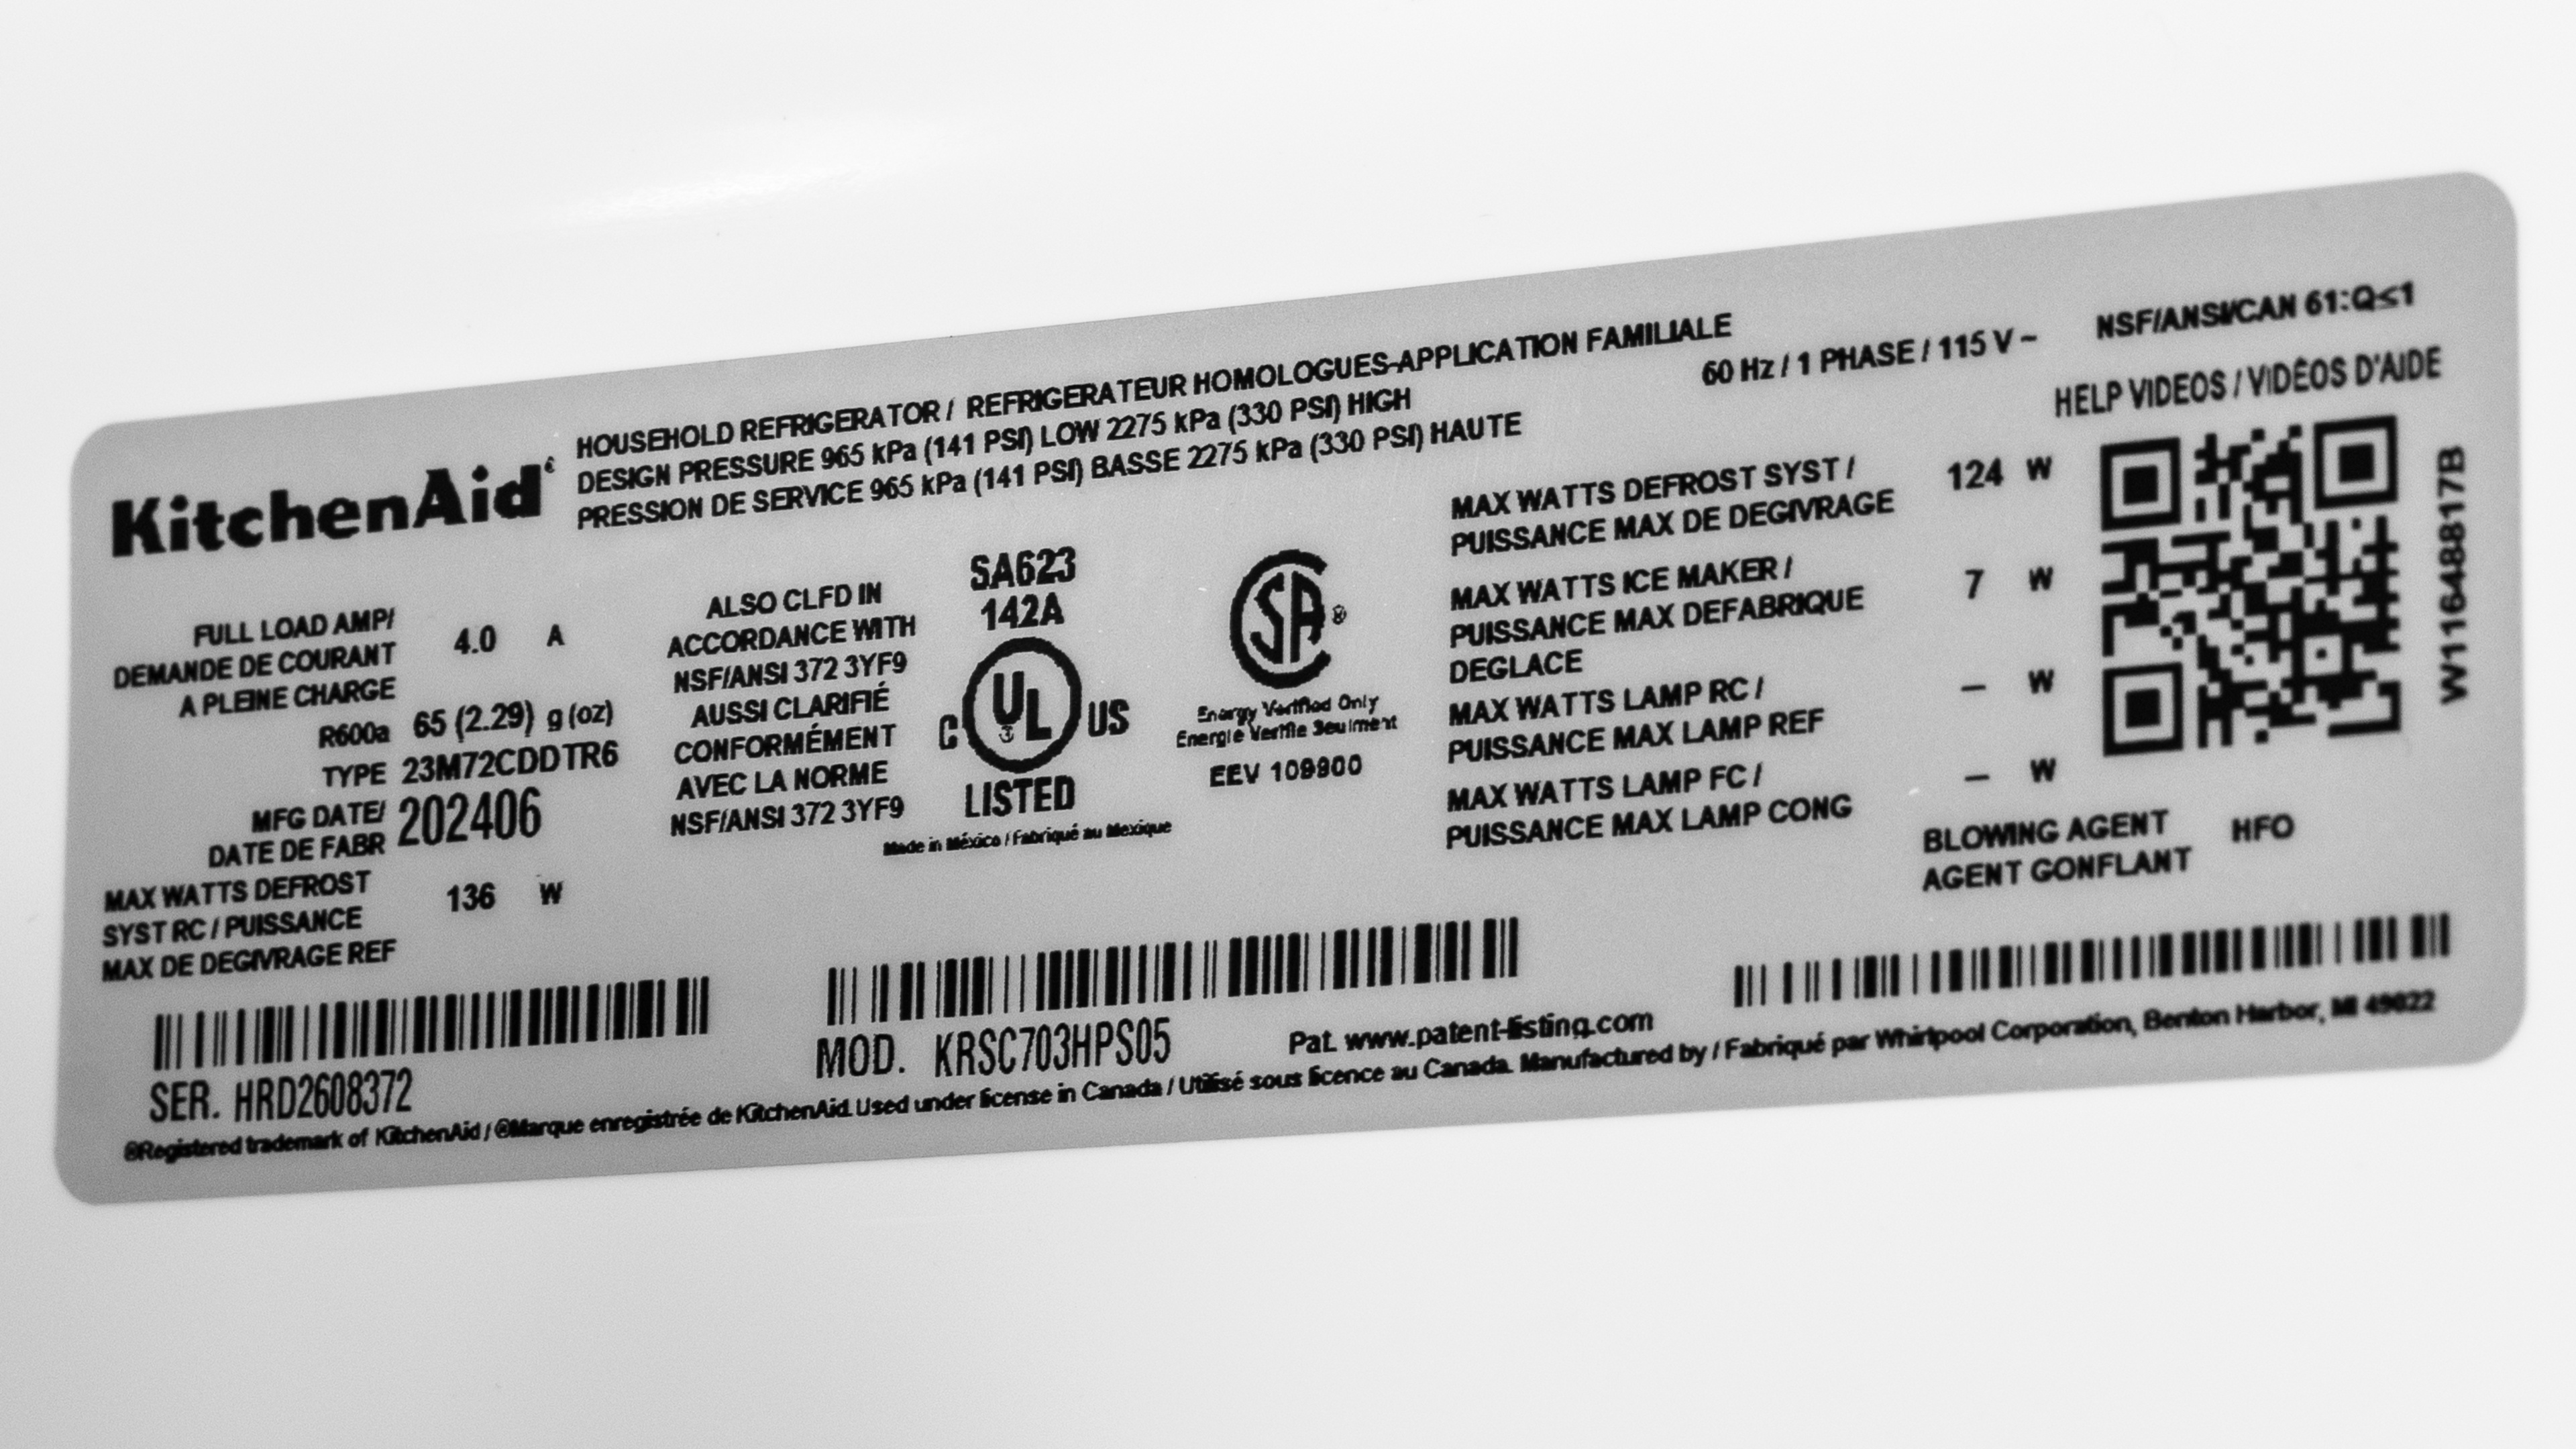 KitchenAid
HOUSEHOLD REFRIGERATOR / REFRIGERATEUR HOMOLOGUES-APPLICATION FAMILIALE
DESIGN PRESSURE 965 kPa (141 PSI) LOW 2275 kPa (330 PSI) HIGH
PRESSION DE SERVICE 965 kPa (141 PSI) BASSE 2275 kPa (330 PSI) HAUTE
60 Hz / 1 PHASE / 115 V ~
NSF/ANSI/CAN 61:Q≤1
HELP VIDEOS / VIDÉOS D'AIDE
FULL LOAD AMP/
DEMANDE DE COURANT 4.0 A
A PLEINE CHARGE
R600a 65 (2.29) g (oz)
TYPE 23M72CDDTR6
MFG DATE/
DATE DE FABR 202406
MAX WATTS DEFROST
SYST RC / PUISSANCE 136 W
MAX DE DEGIVRAGE REF
ALSO CLFD IN
ACCORDANCE WITH
NSF/ANSI 372 3YF9
AUSSI CLARIFIÉ
CONFORMÉMENT
AVEC LA NORME
NSF/ANSI 372 3YF9
SA623
142A
C UL US
LISTED
Made in México / Fabriqué au Mexique
SA ®
Energy Verified Only
Energie Verifie Seulment
EEV 109900
MAX WATTS DEFROST SYST / 124 W
PUISSANCE MAX DE DEGIVRAGE
MAX WATTS ICE MAKER / 7 W
PUISSANCE MAX DEFABRIQUE
DEGLACE
MAX WATTS LAMP RC / – W
PUISSANCE MAX LAMP REF
MAX WATTS LAMP FC / – W
PUISSANCE MAX LAMP CONG
BLOWING AGENT HFO
AGENT GONFLANT
W11648817B
SER. HRD2608372
MOD. KRSC703HPS05
Pat. www.patent-listing.com
®Registered trademark of KitchenAid / ®Marque enregistrée de KitchenAid. Used under license in Canada / Utilisé sous licence au Canada. Manufactured by / Fabriqué par Whirlpool Corporation, Benton Harbor, MI 49022